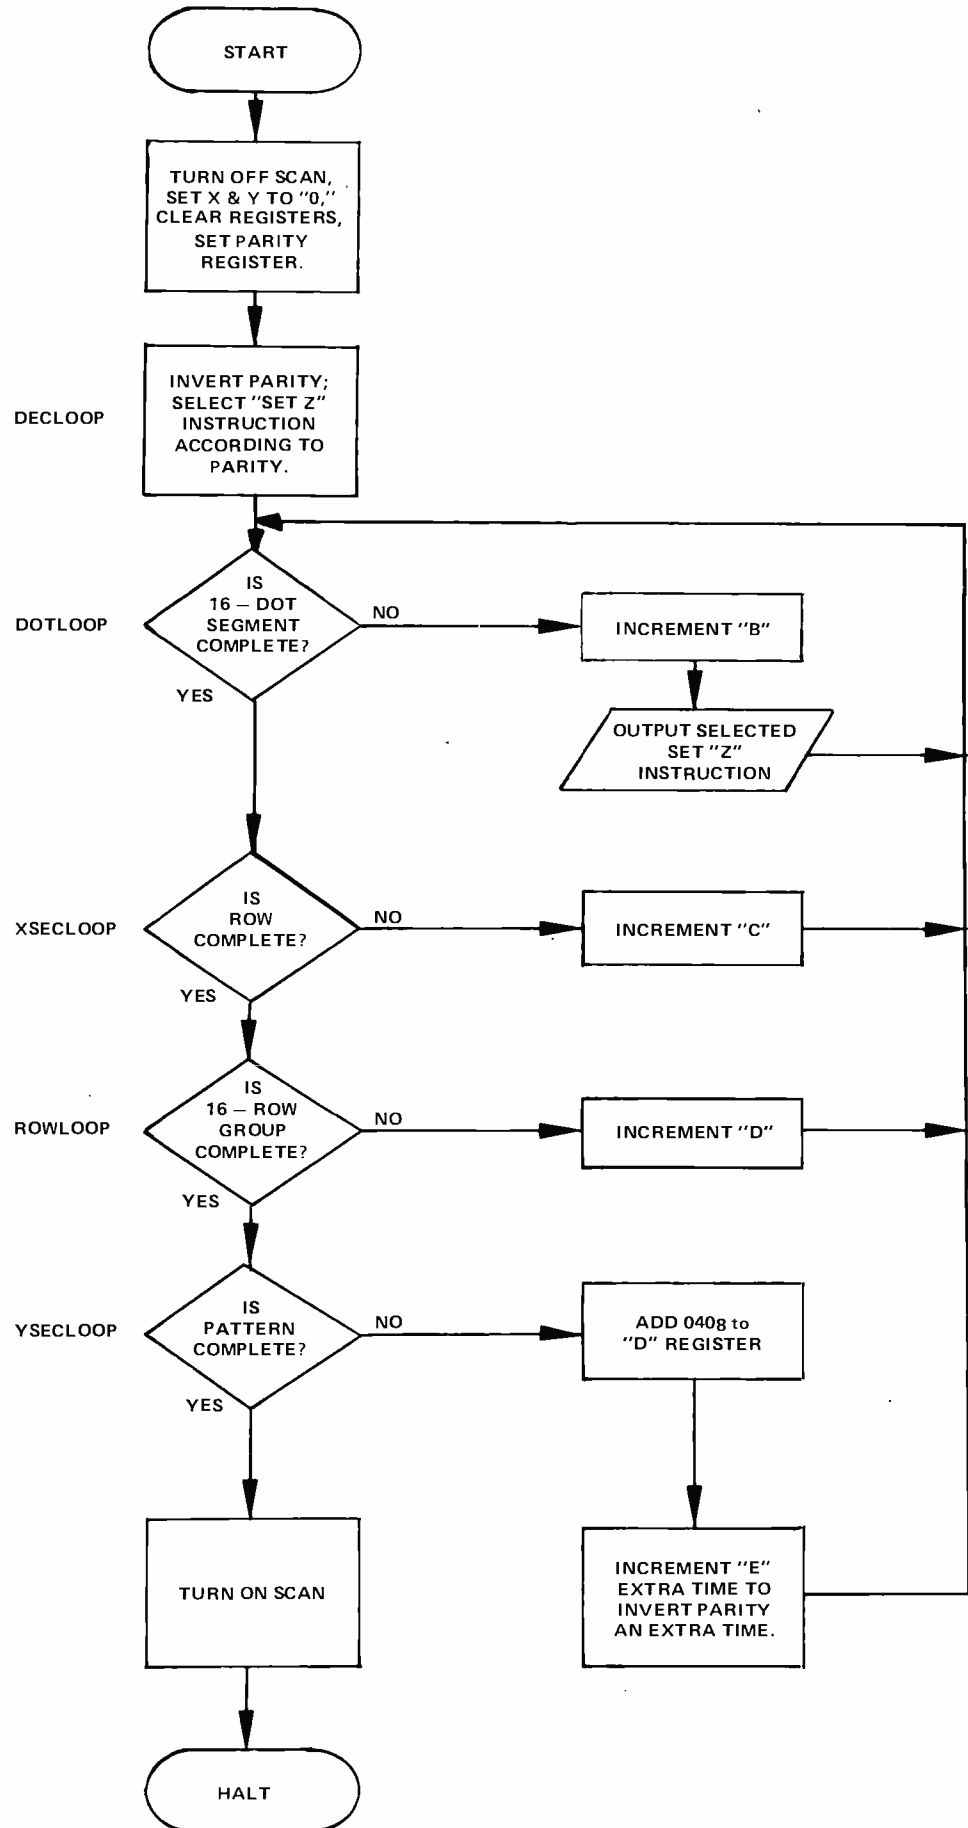 START
TURN OFF SCAN,
SET X & Y TO "0,"
CLEAR REGISTERS,
SET PARITY
REGISTER.
DECLOOP
INVERT PARITY;
SELECT "SET Z"
INSTRUCTION
ACCORDING TO
PARITY.
DOTLOOP
IS
16 – DOT
SEGMENT
COMPLETE?
NO
YES
INCREMENT "B"
OUTPUT SELECTED
SET "Z"
INSTRUCTION
XSECLOOP
IS
ROW
COMPLETE?
NO
YES
INCREMENT "C"
ROWLOOP
IS
16 – ROW
GROUP
COMPLETE?
NO
YES
INCREMENT "D"
YSECLOOP
IS
PATTERN
COMPLETE?
NO
YES
ADD 0408 to
"D" REGISTER
TURN ON SCAN
INCREMENT "E"
EXTRA TIME TO
INVERT PARITY
AN EXTRA TIME.
HALT